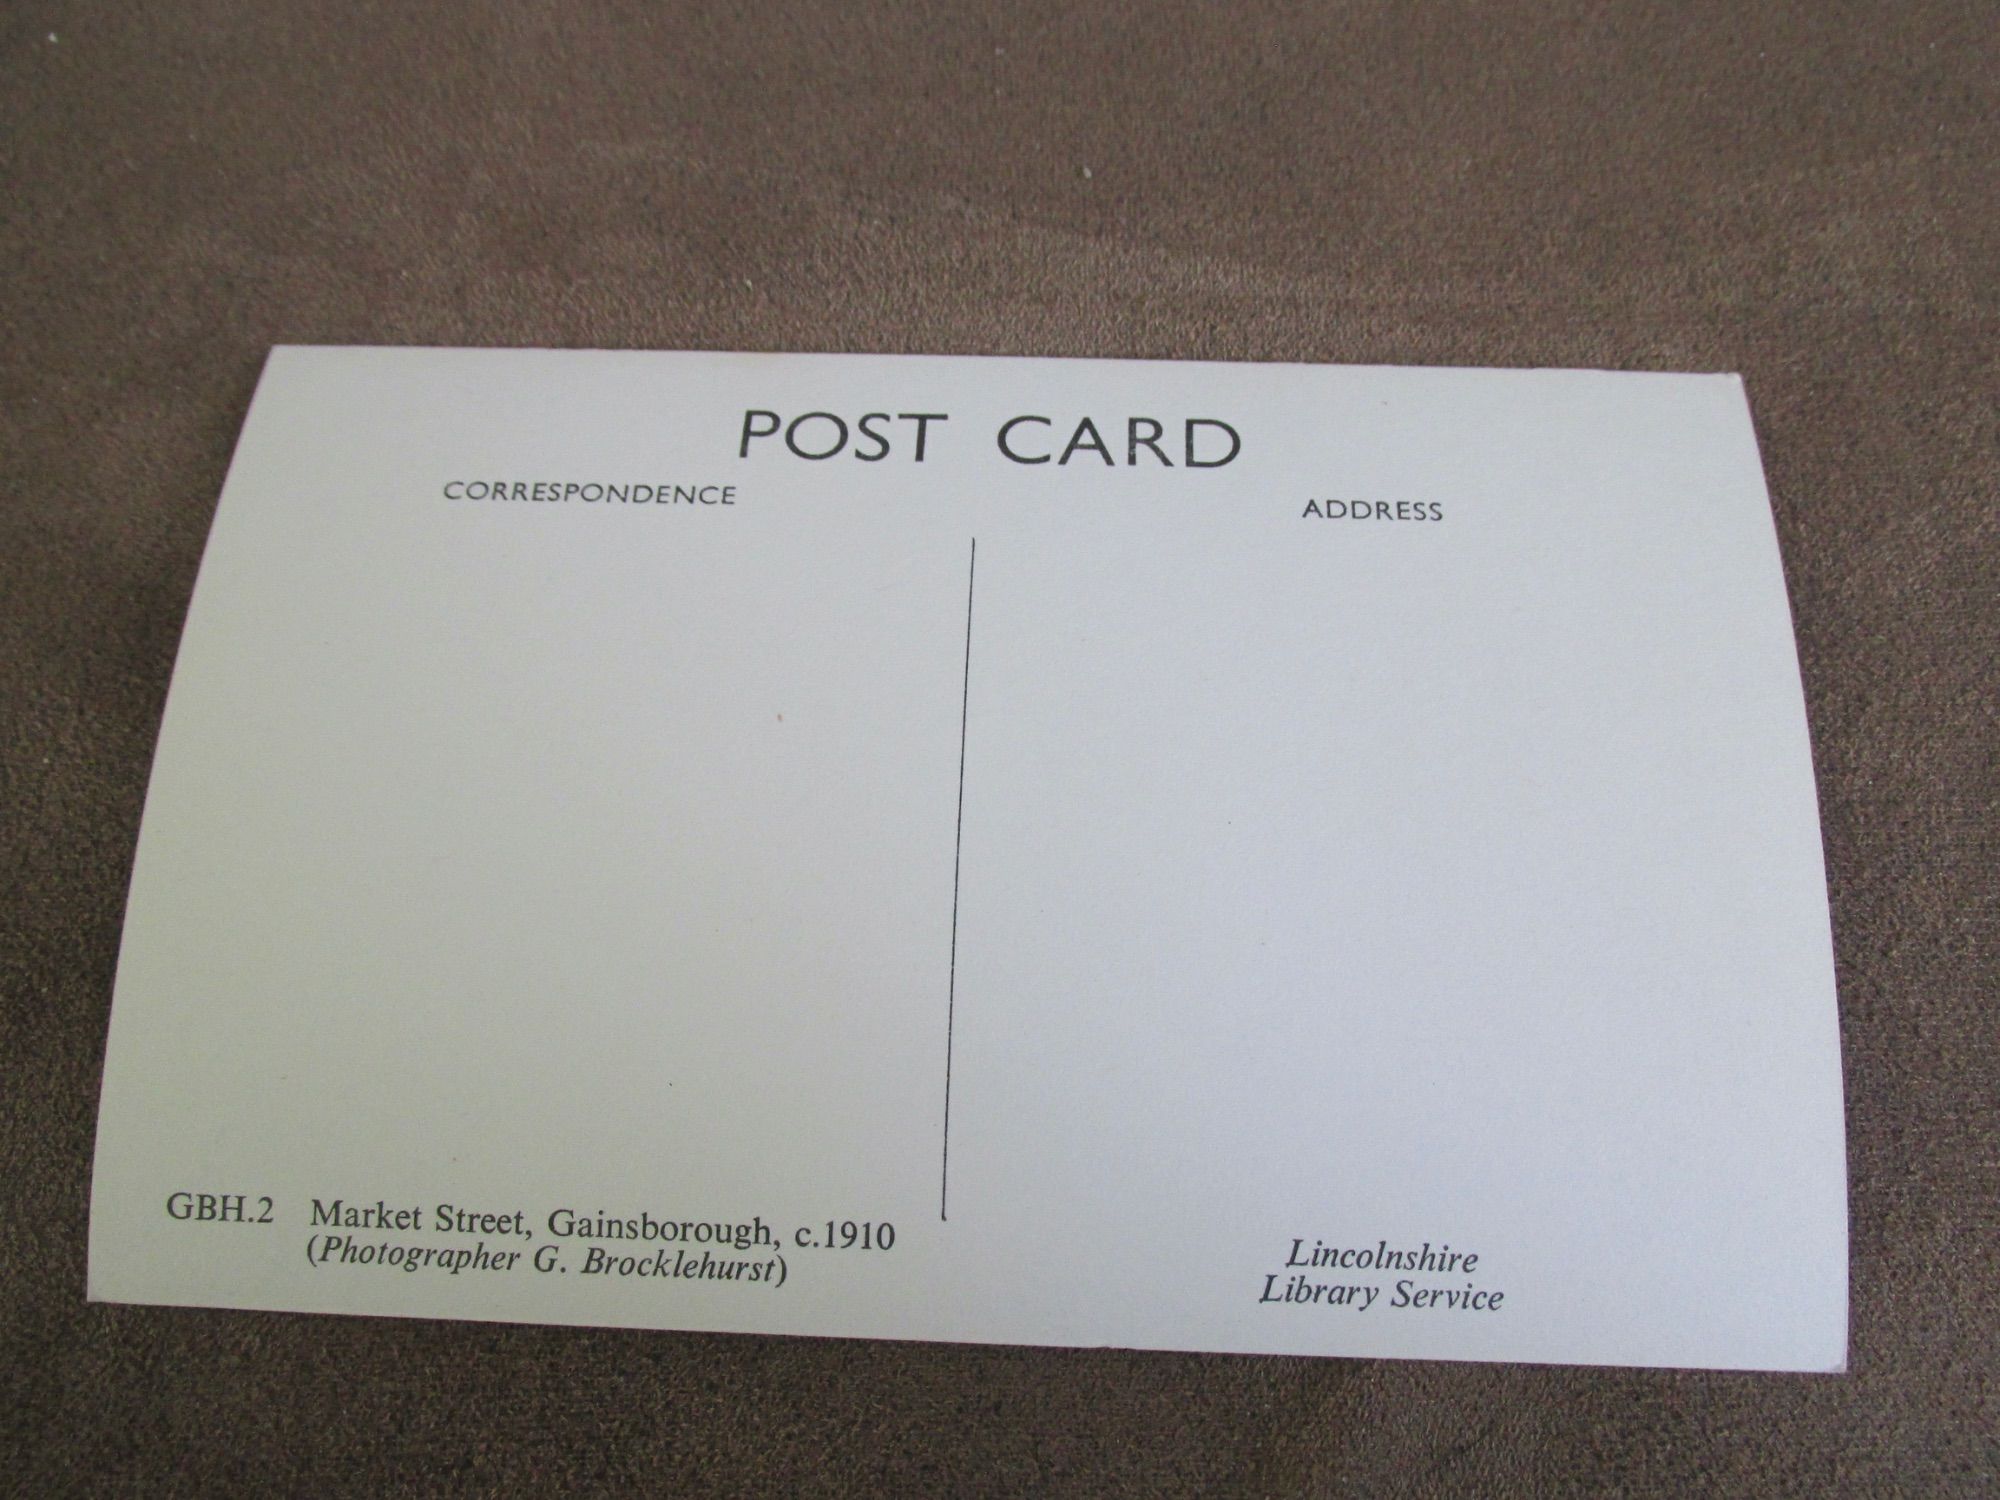 POST CARD
CORRESPONDENCE
ADDRESS
GBH.2 Market Street, Gainsborough, c.1910
(Photographer G. Brocklehurst)
Lincolnshire
Library Service